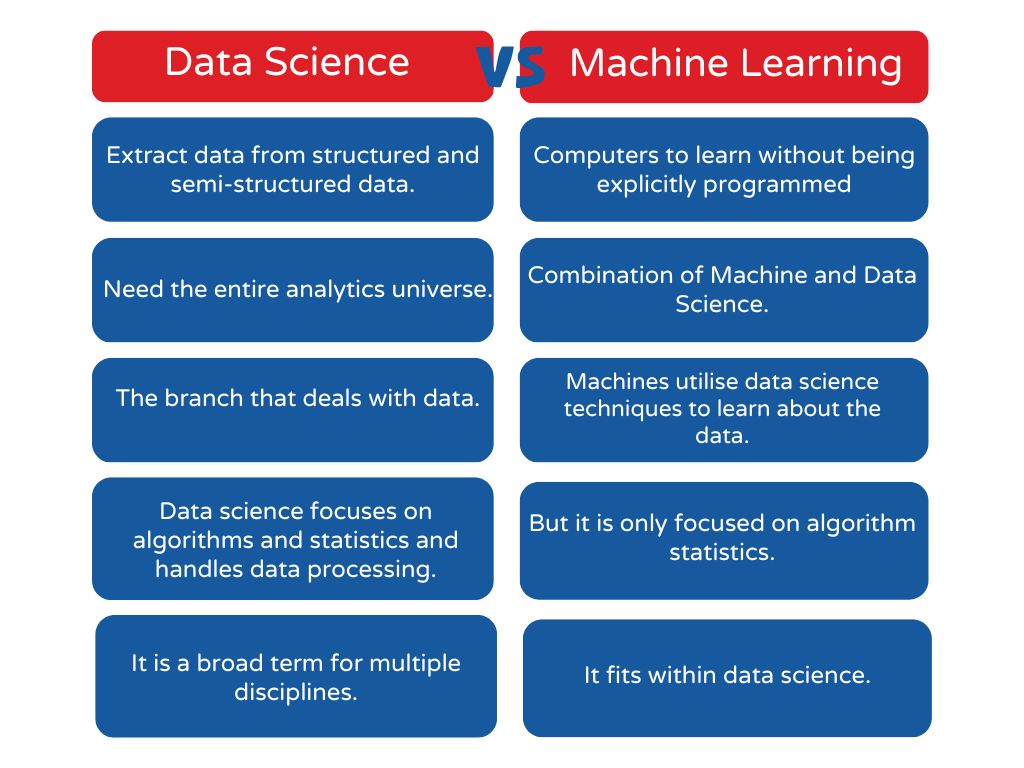 Data Science
VS
Machine Learning
Extract data from structured and
semi-structured data.
Computers to learn without being
explicitly programmed
Need the entire analytics universe.
Combination of Machine and Data
Science.
The branch that deals with data.
Machines utilise data science
techniques to learn about the
data.
Data science focuses on
algorithms and statistics and
handles data processing.
But it is only focused on algorithm
statistics.
It is a broad term for multiple
disciplines.
It fits within data science.